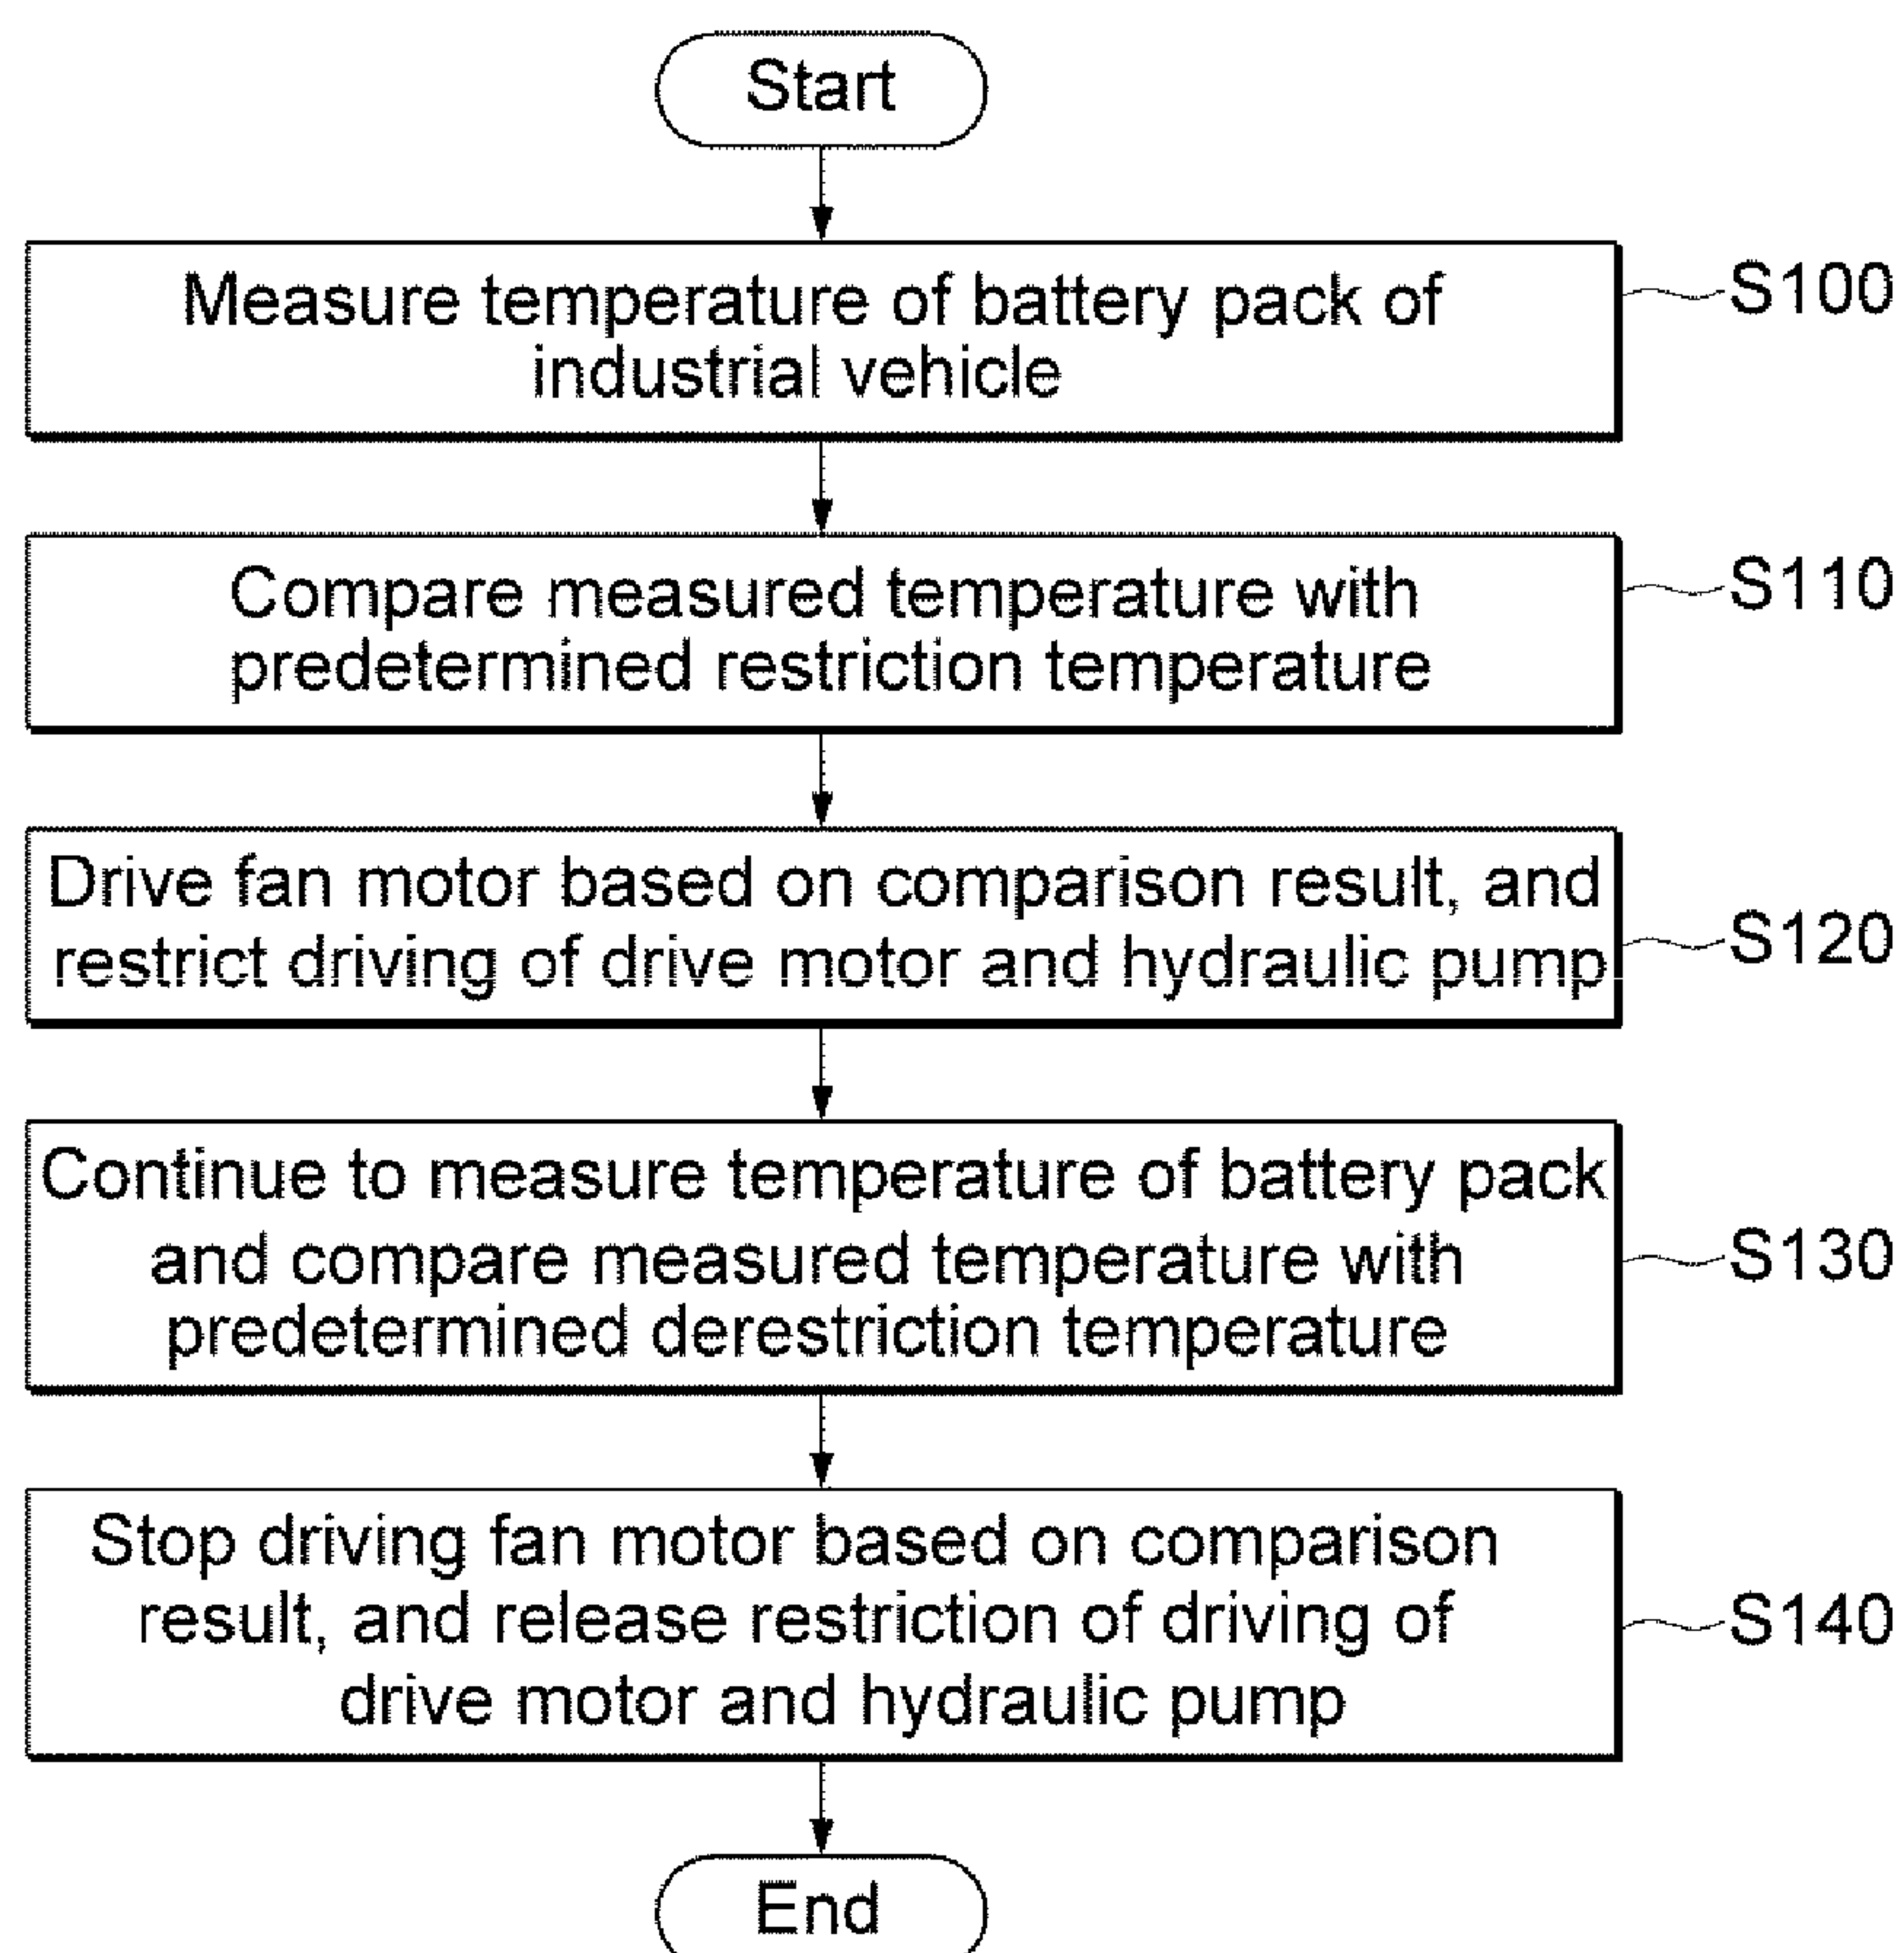 Start
Measure temperature of battery pack of
industrial vehicle
S100
Compare measured temperature with
predetermined restriction temperature
S110
Drive fan motor based on comparison result, and
restrict driving of drive motor and hydraulic pump
S120
Continue to measure temperature of battery pack
and compare measured temperature with
predetermined derestriction temperature
S130
Stop driving fan motor based on comparison
result, and release restriction of driving of
drive motor and hydraulic pump
S140
End